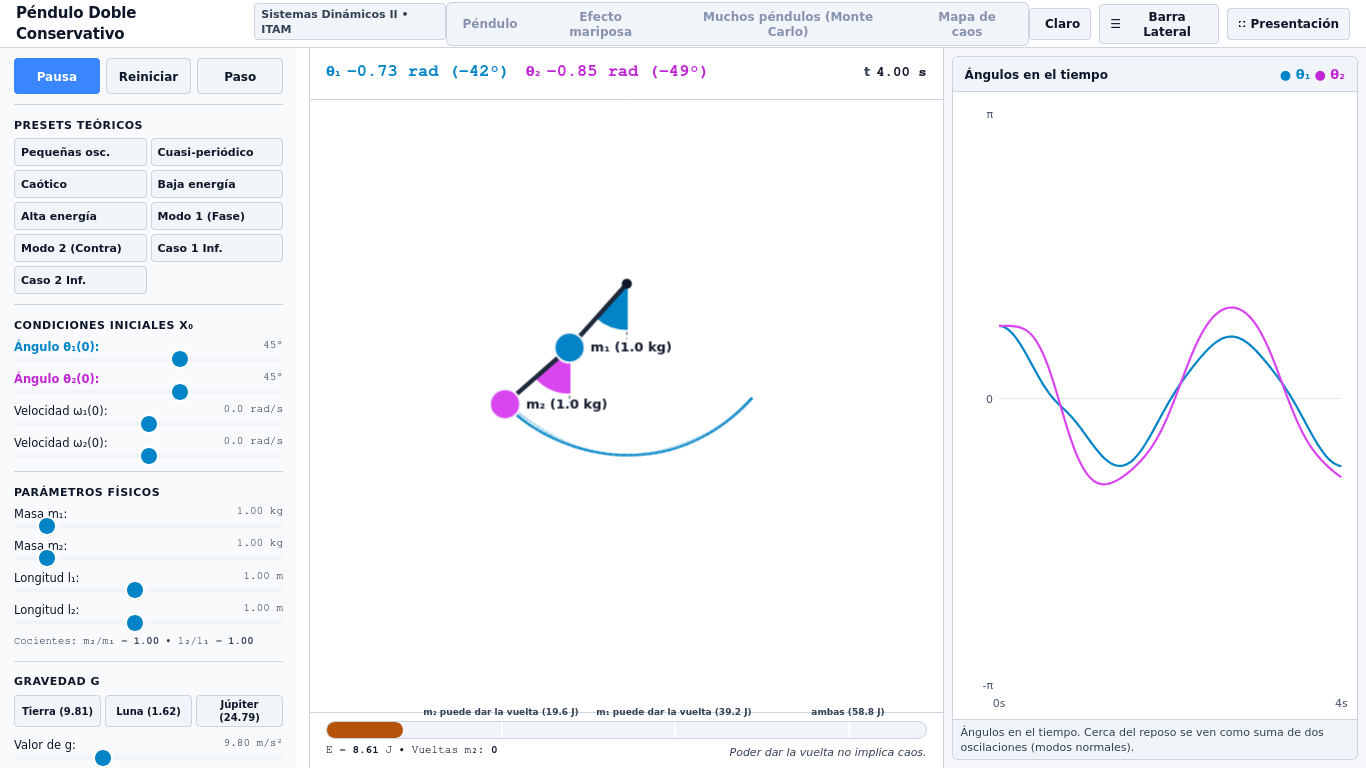 Péndulo Doble
Conservativo
Sistemas Dinámicos II •
ITAM
Péndulo
Efecto
mariposa
Muchos péndulos (Monte
Carlo)
Mapa de
caos
Claro
☰ Barra
Lateral
Presentación
Pausa
Reiniciar
Paso
PRESETS TEÓRICOS
Pequeñas osc.
Cuasi-periódico
Caótico
Baja energía
Alta energía
Modo 1 (Fase)
Modo 2 (Contra)
Caso 1 Inf.
Caso 2 Inf.
CONDICIONES INICIALES X₀
Ángulo θ₁(0): 45°
Ángulo θ₂(0): 45°
Velocidad ω₁(0): 0.0 rad/s
Velocidad ω₂(0): 0.0 rad/s
PARÁMETROS FÍSICOS
Masa m₁: 1.00 kg
Masa m₂: 1.00 kg
Longitud l₁: 1.00 m
Longitud l₂: 1.00 m
Cocientes: m₂/m₁ = 1.00 • l₂/l₁ = 1.00
GRAVEDAD G
Tierra (9.81)
Luna (1.62)
Júpiter
(24.79)
Valor de g: 9.80 m/s²
θ₁ −0.73 rad (−42°) θ₂ −0.85 rad (−49°) t 4.00 s
m₁ (1.0 kg)
m₂ (1.0 kg)
m₂ puede dar la vuelta (19.6 J) m₁ puede dar la vuelta (39.2 J) ambas (58.8 J)
E = 8.61 J • Vueltas m₂: 0
Poder dar la vuelta no implica caos.
Ángulos en el tiempo
θ₁ θ₂
π
0
-π
0s 4s
Ángulos en el tiempo. Cerca del reposo se ven como suma de dos
oscilaciones (modos normales).